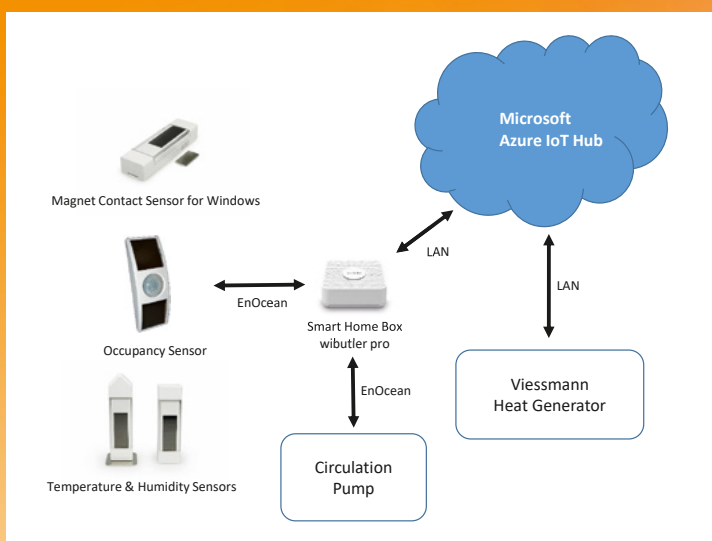 Microsoft
Azure IoT Hub
Magnet Contact Sensor for Windows
LAN
LAN
EnOcean
Smart Home Box
wibutler pro
Occupancy Sensor
EnOcean
Viessmann
Heat Generator
Circulation
Pump
Temperature & Humidity Sensors